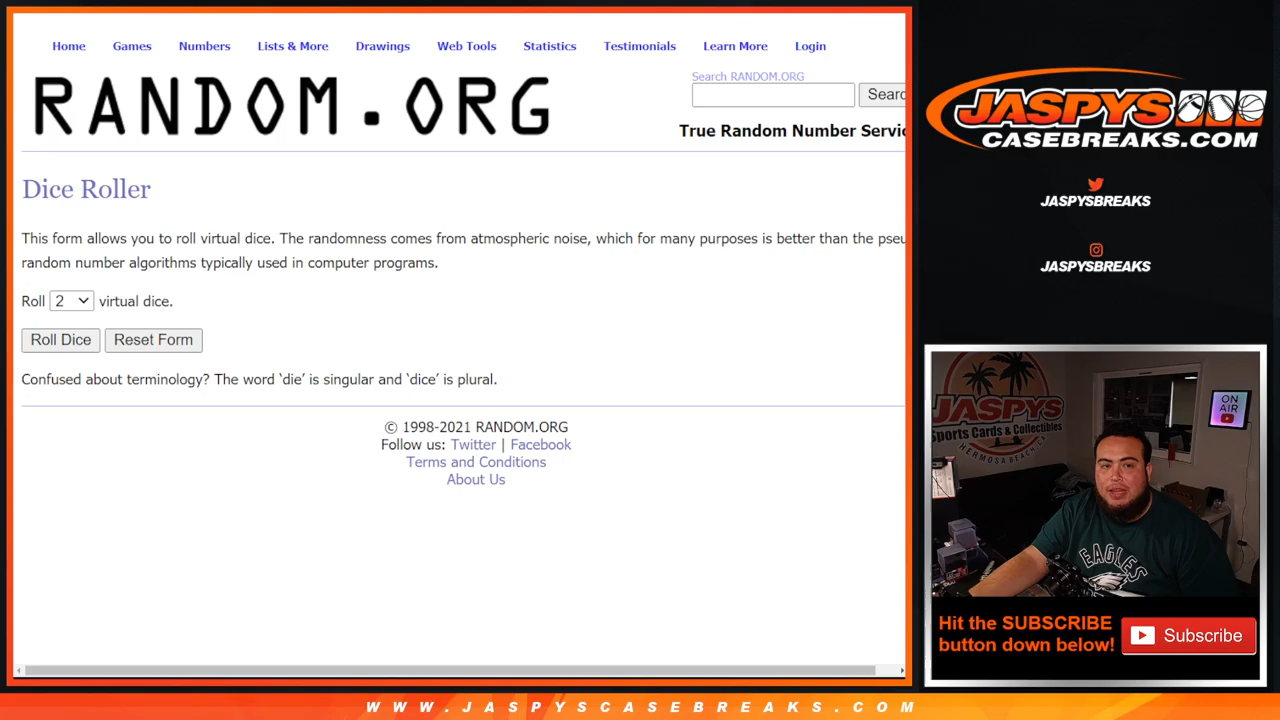 Home Games Numbers Lists & More Drawings Web Tools Statistics Testimonials Learn More Login
RANDOM.ORG
Search RANDOM.ORG
Searc
True Random Number Servic
Dice Roller
This form allows you to roll virtual dice. The randomness comes from atmospheric noise, which for many purposes is better than the pseu
random number algorithms typically used in computer programs.
Roll 2 virtual dice.
Roll Dice Reset Form
Confused about terminology? The word ‘die’ is singular and ‘dice’ is plural.
© 1998-2021 RANDOM.ORG
Follow us: Twitter | Facebook
Terms and Conditions
About Us
JASPYS
CASEBREAKS.COM
JASPYSBREAKS
JASPYSBREAKS
JASPYS
Sports Cards & Collectibles
HERMOSA BEACH, CA
ON
AIR
EAGLES
Hit the SUBSCRIBE
button down below!
Subscribe
WWW.JASPYSCASEBREAKS.COM